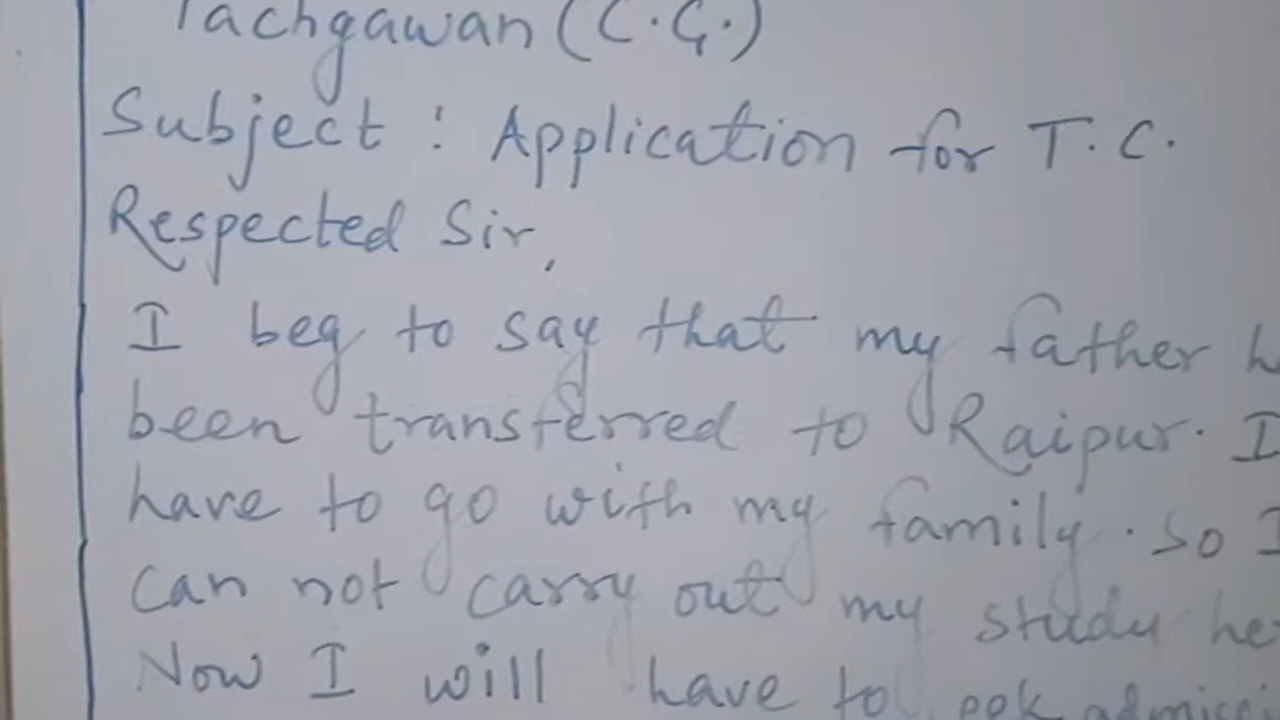 Pachgawan (C.G.)
Subject : Application for T.C.
Respected Sir,
I beg to say that my father
been transferred to Raipur. I
have to go with my family. So I
can not carry out my study
Now I will have to